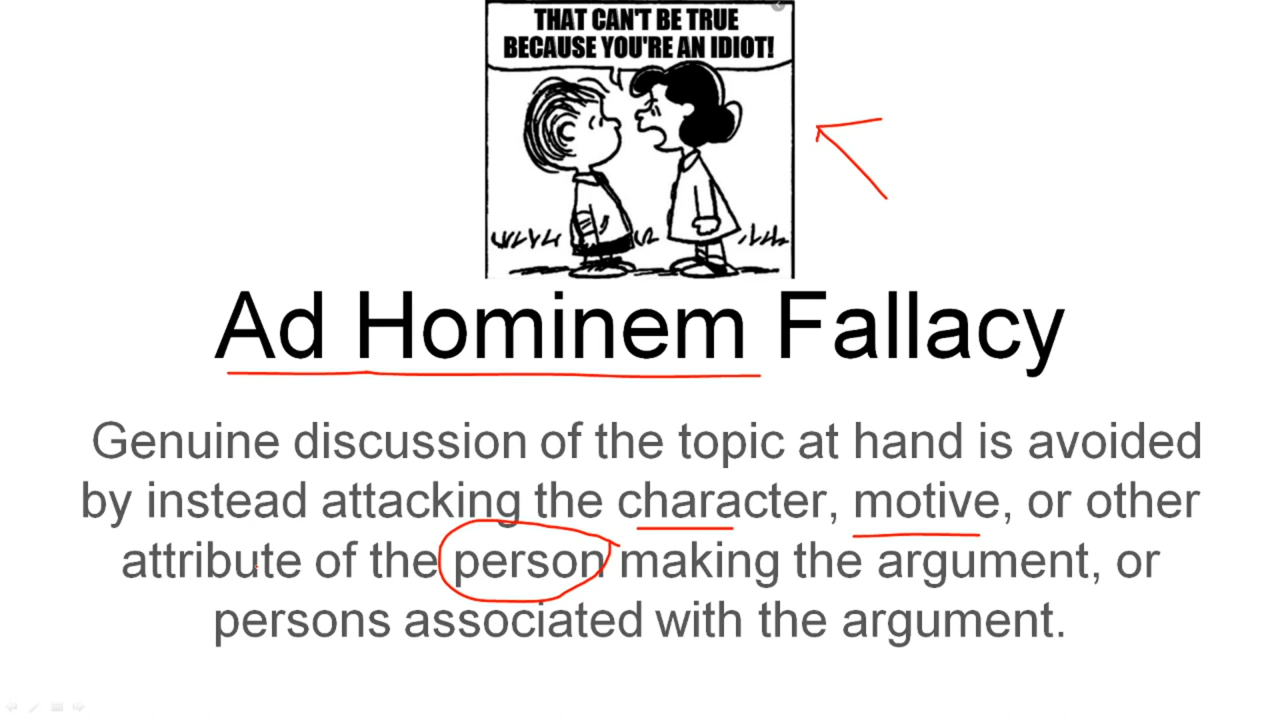 THAT CAN'T BE TRUE
BECAUSE YOU'RE AN IDIOT!
Ad Hominem Fallacy
Genuine discussion of the topic at hand is avoided
by instead attacking the character, motive, or other
attribute of the person making the argument, or
persons associated with the argument.